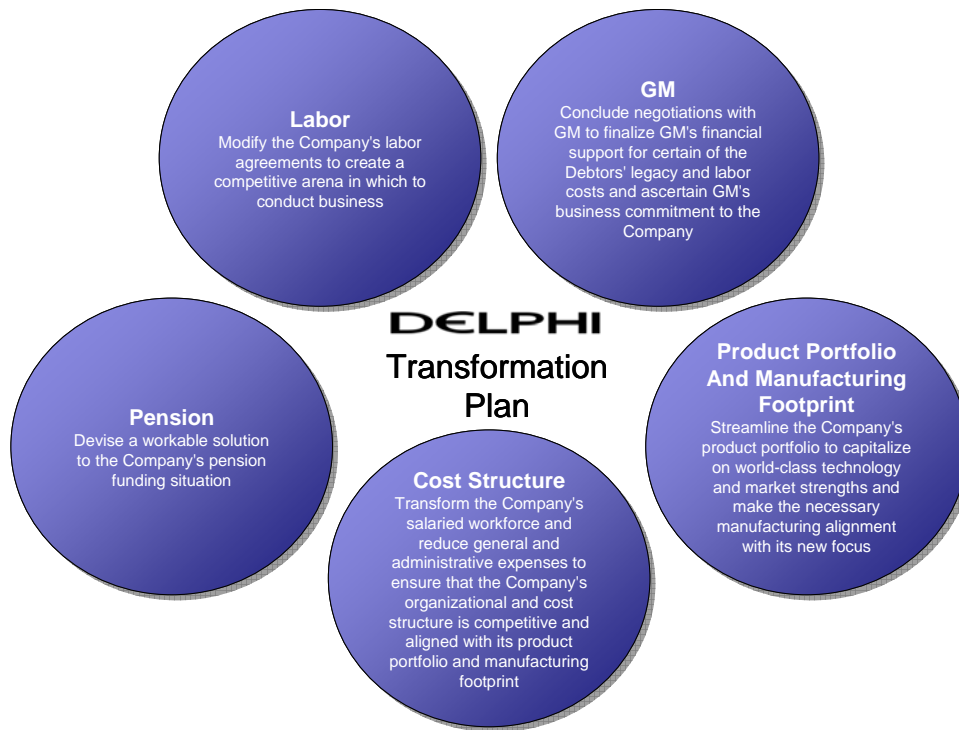 Labor
Modify the Company's labor
agreements to create a
competitive arena in which to
conduct business
GM
Conclude negotiations with
GM to finalize GM's financial
support for certain of the
Debtors' legacy and labor
costs and ascertain GM's
business commitment to the
Company
DELPHI
Transformation
Plan
Pension
Devise a workable solution
to the Company's pension
funding situation
Cost Structure
Transform the Company's
salaried workforce and
reduce general and
administrative expenses to
ensure that the Company's
organizational and cost
structure is competitive and
aligned with its product
portfolio and manufacturing
footprint
Product Portfolio
And Manufacturing
Footprint
Streamline the Company's
product portfolio to capitalize
on world-class technology
and market strengths and
make the necessary
manufacturing alignment
with its new focus